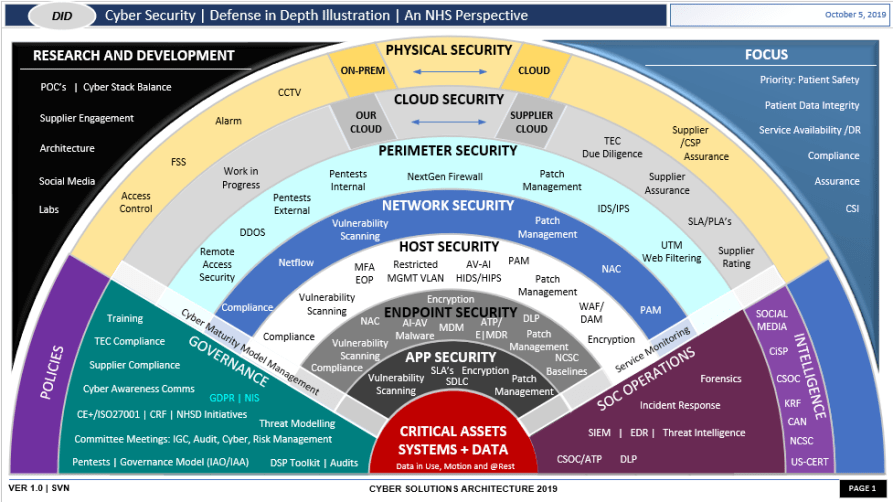 DID
Cyber Security | Defense in Depth Illustration | An NHS Perspective
October 5, 2019
RESEARCH AND DEVELOPMENT
POC's | Cyber Stack Balance
Supplier Engagement
Architecture
Social Media
Labs
FOCUS
Priority: Patient Safety
Patient Data Integrity
Service Availability /DR
Compliance
Assurance
CSI
PHYSICAL SECURITY
ON-PREM
CLOUD
CCTV
Alarm
FSS
Access
Control
Supplier
/CSP
Assurance
CLOUD SECURITY
OUR
CLOUD
SUPPLIER
CLOUD
Work in
Progress
TEC
Due Diligence
Supplier
Assurance
SLA/PLA's
Supplier
Rating
PERIMETER SECURITY
Pentests
Internal
NextGen Firewall
Patch
Management
Pentests
External
IDS/IPS
DDOS
Remote
Access
Security
UTM
Web Filtering
NETWORK SECURITY
Vulnerability
Scanning
Patch
Management
Netflow
NAC
Compliance
PAM
HOST SECURITY
MFA
EOP
Restricted
MGMT VLAN
AV-AI
HIDS/HIPS
PAM
Patch
Management
Vulnerability
Scanning
WAF/
DAM
Compliance
Encryption
Encryption
ENDPOINT SECURITY
NAC
AI-AV
Malware
MDM
ATP/
E|MDR
DLP
Patch
Management
Vulnerability
Scanning
Compliance
NCSC
Baselines
APP SECURITY
Vulnerability
Scanning
SLA's
SDLC
Encryption
Patch
Management
CRITICAL ASSETS
SYSTEMS + DATA
Data in Use, Motion and @Rest
Cyber Maturity Model Management
Service Monitoring
POLICIES
GOVERNANCE
Training
TEC Compliance
Supplier Compliance
Cyber Awareness Comms
GDPR | NIS
CE+/ISO27001 | CRF | NHSD Initiatives
Threat Modelling
Committee Meetings: IGC, Audit, Cyber, Risk Management
Pentests | Governance Model (IAO/IAA)
DSP Toolkit | Audits
SOC OPERATIONS
Forensics
Incident Response
SIEM | EDR | Threat Intelligence
CSOC/ATP
DLP
INTELLIGENCE
SOCIAL
MEDIA
CiSP
CSOC
KRF
CAN
NCSC
US-CERT
VER 1.0 | SVN
CYBER SOLUTIONS ARCHITECTURE 2019
PAGE 1